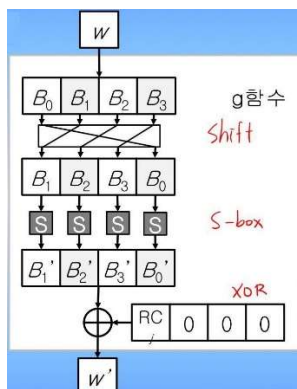 w
B0 B1 B2 B3
g함수
Shift
B1 B2 B3 B0
S S S S
S-box
B1' B2' B3' B0'
XOR
RCj 0 0 0
w'